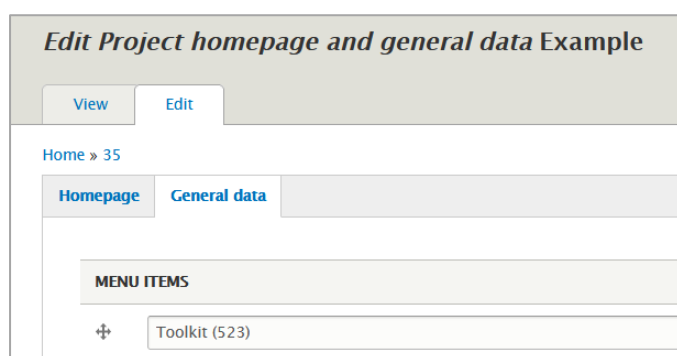 Edit Project homepage and general data Example
View Edit
Home » 35
Homepage General data
MENU ITEMS
Toolkit (523)